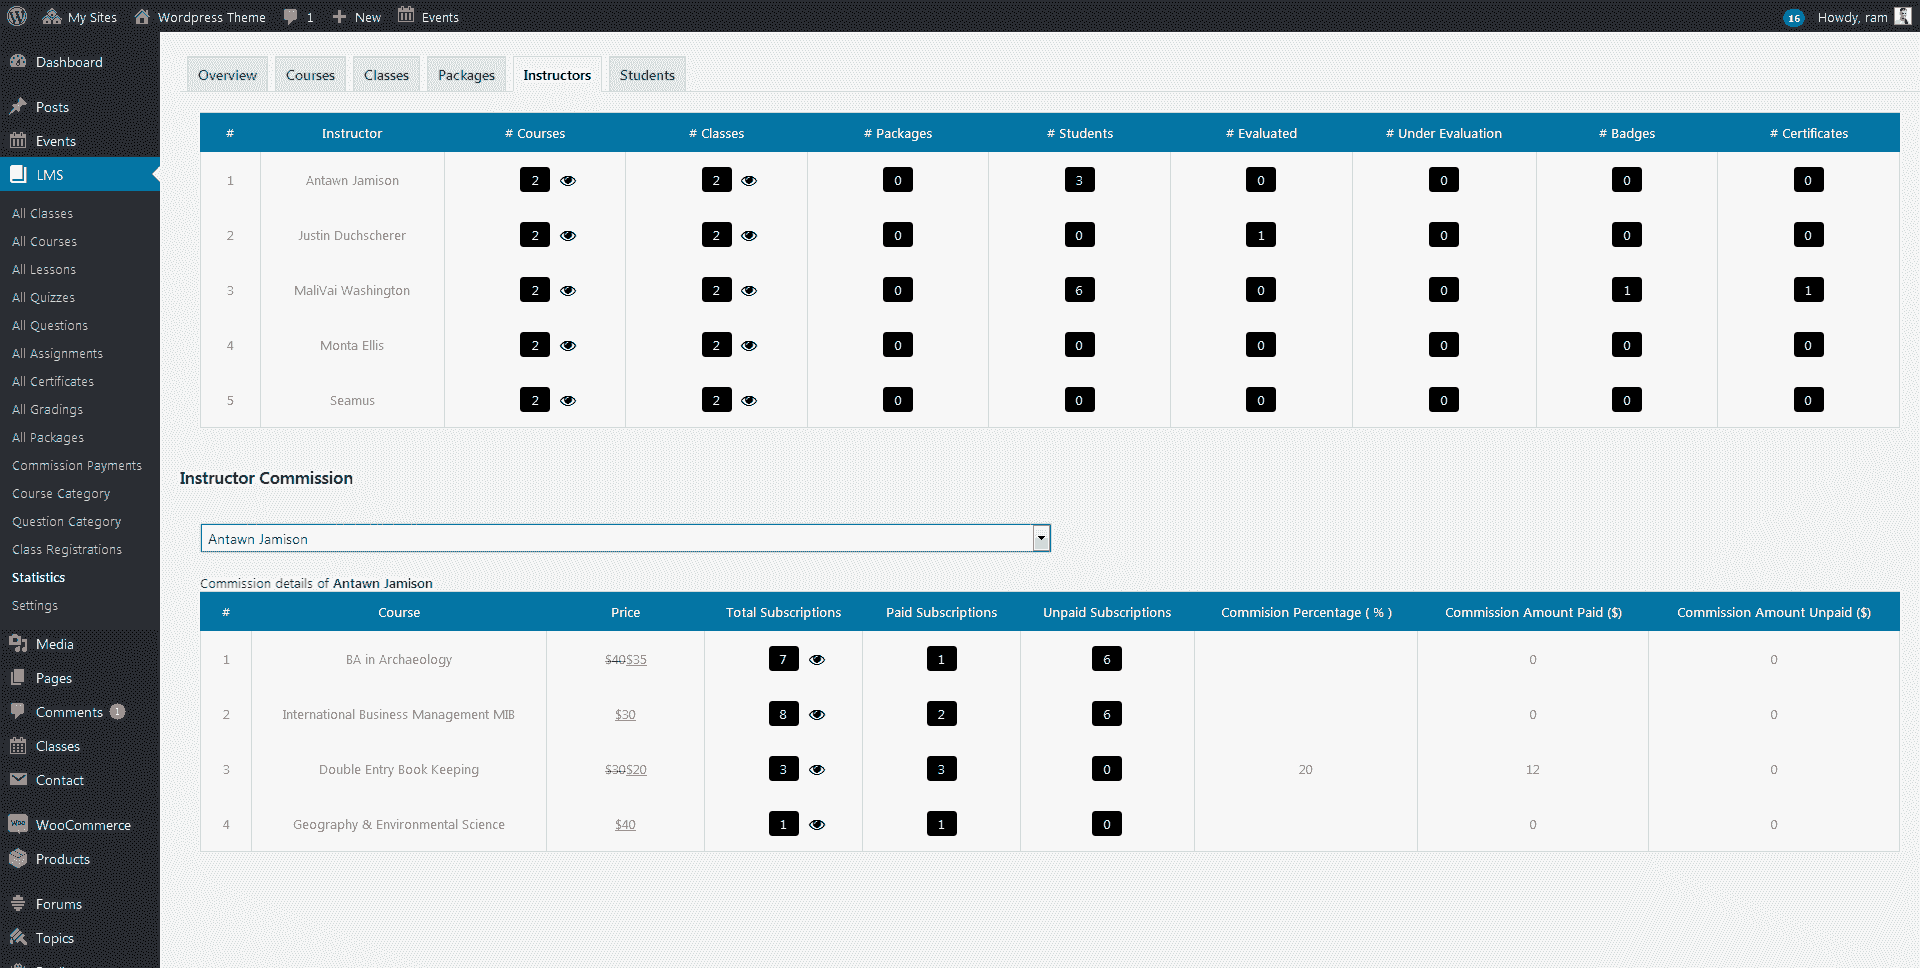 My Sites Wordpress Theme 1 New Events 16 Howdy, ram
Dashboard
Posts
Events
LMS
All Classes
All Courses
All Lessons
All Quizzes
All Questions
All Assignments
All Certificates
All Gradings
All Packages
Commission Payments
Course Category
Question Category
Class Registrations
Statistics
Settings
Media
Pages
Comments 1
Classes
Contact
Woo WooCommerce
Products
Forums
Topics
Overview Courses Classes Packages Instructors Students
# Instructor # Courses # Classes # Packages # Students # Evaluated # Under Evaluation # Badges # Certificates
1 Antawn Jamison 2 2 0 3 0 0 0 0
2 Justin Duchscherer 2 2 0 0 1 0 0 0
3 MaliVai Washington 2 2 0 6 0 0 1 1
4 Monta Ellis 2 2 0 0 0 0 0 0
5 Seamus 2 2 0 0 0 0 0 0
Instructor Commission
Antawn Jamison
Commission details of Antawn Jamison
# Course Price Total Subscriptions Paid Subscriptions Unpaid Subscriptions Commision Percentage ( % ) Commission Amount Paid ($) Commission Amount Unpaid ($)
1 BA in Archaeology $40$35 7 1 6 0 0
2 International Business Management MIB $30 8 2 6 0 0
3 Double Entry Book Keeping $30$20 3 3 0 20 12 0
4 Geography & Environmental Science $40 1 1 0 0 0